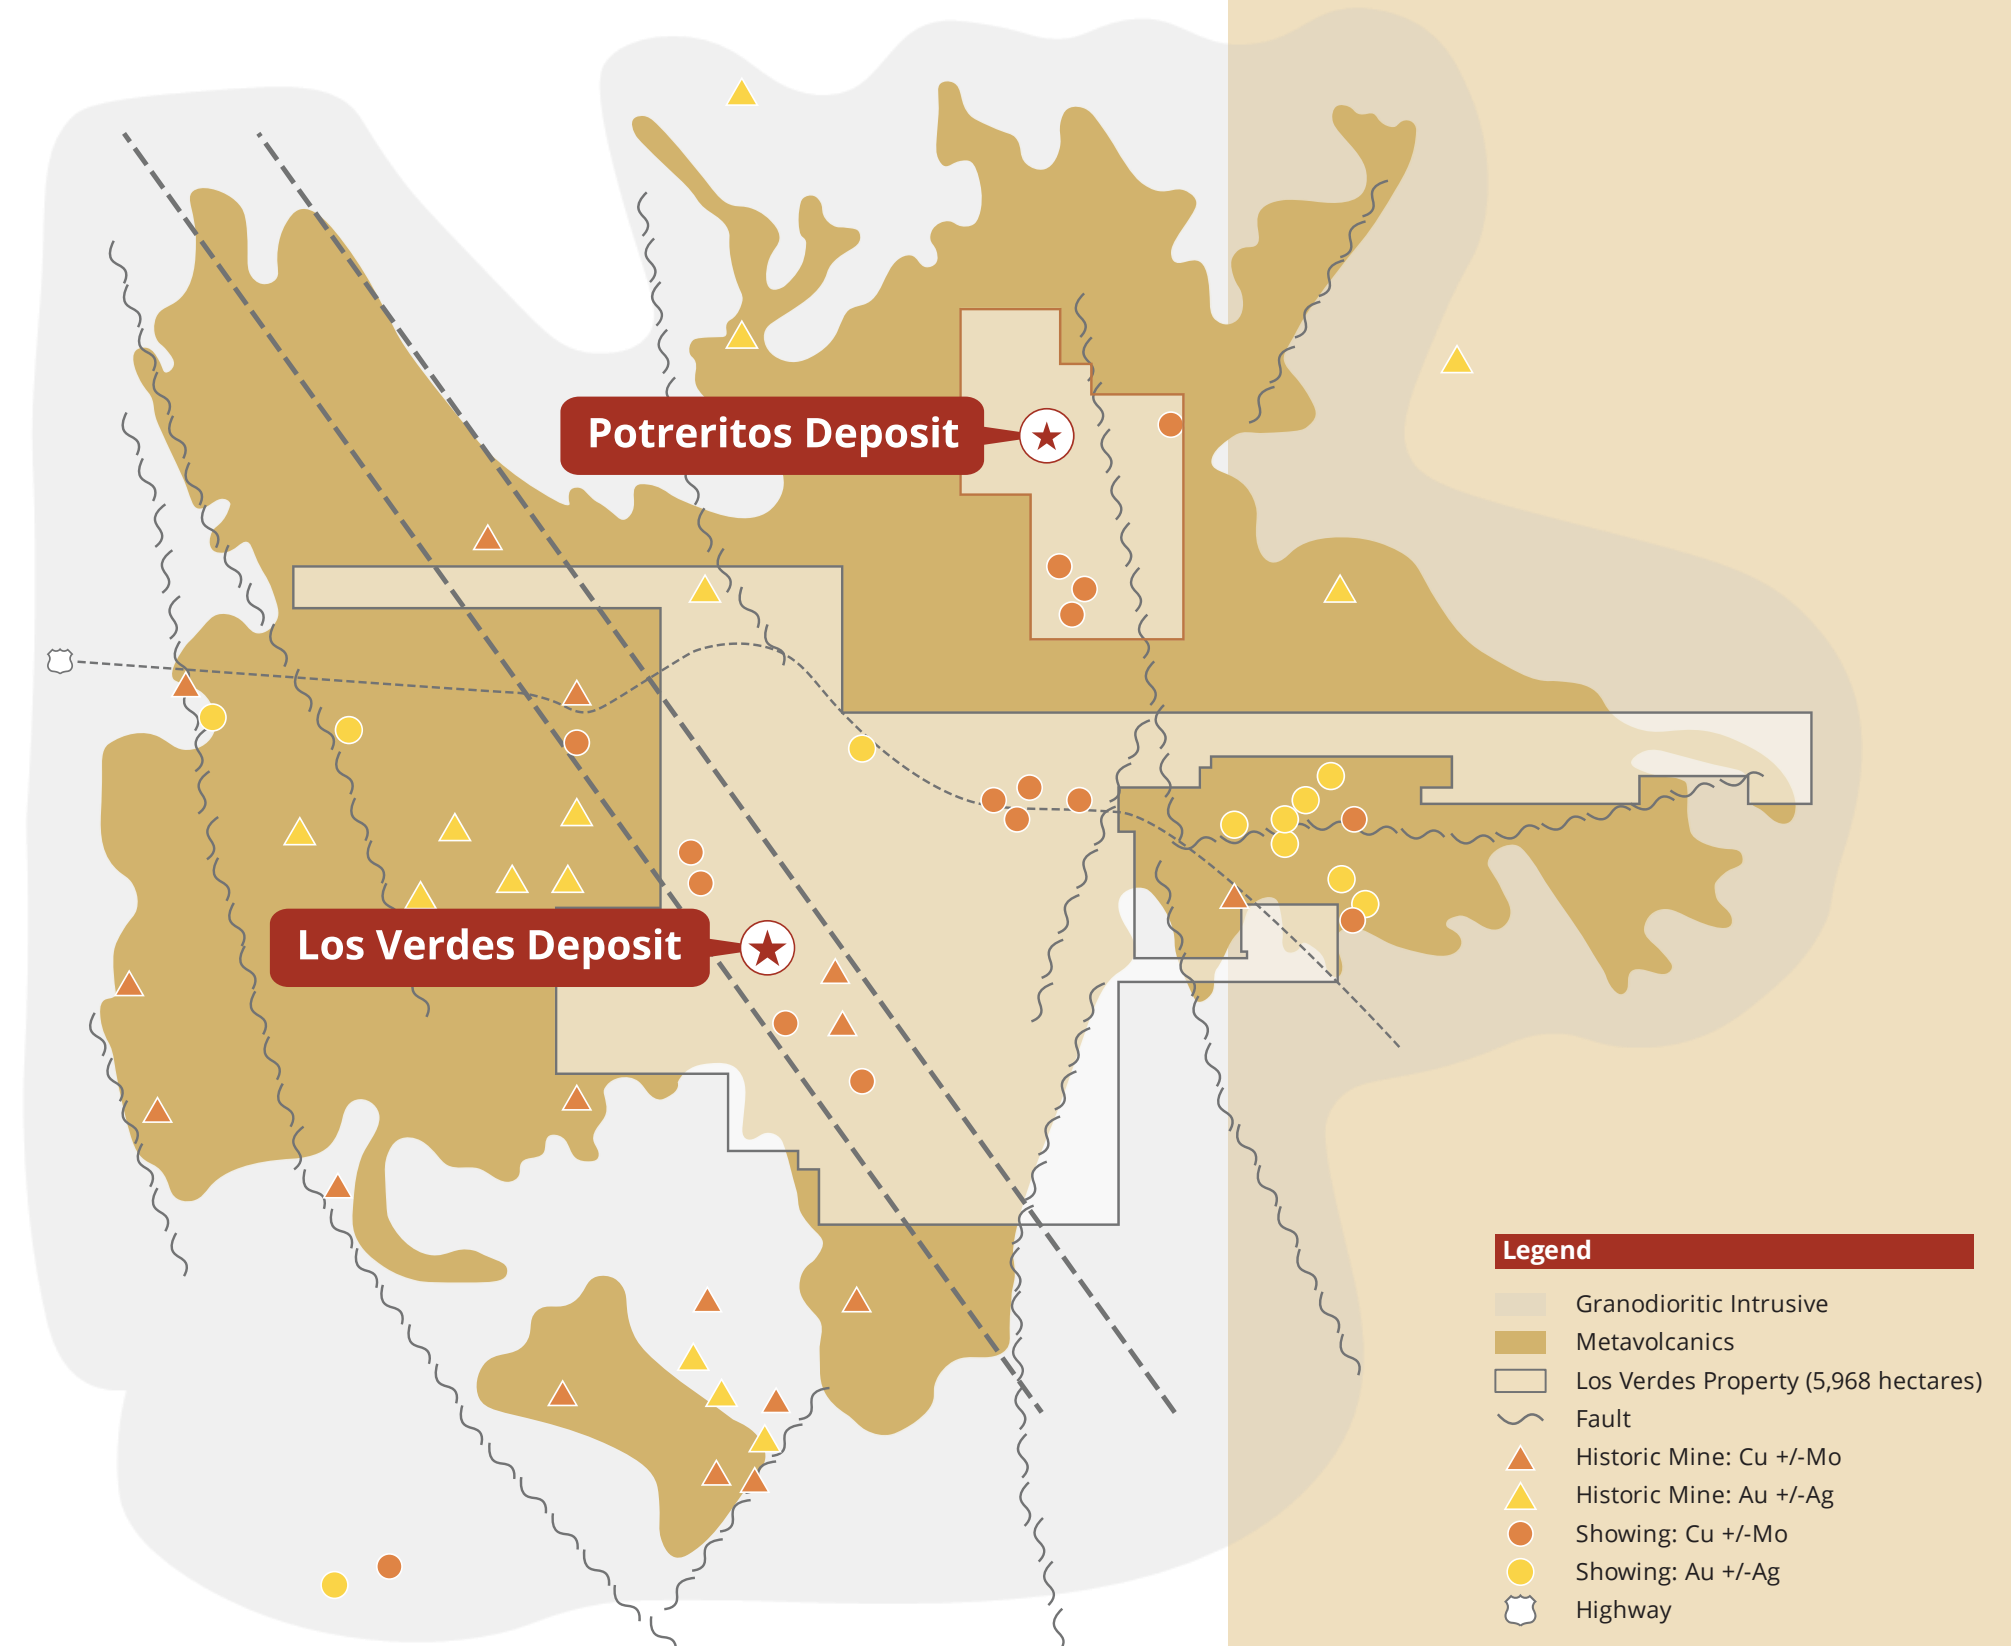 Potreritos Deposit
Los Verdes Deposit
Legend
Granodioritic Intrusive
Metavolcanics
Los Verdes Property (5,968 hectares)
Fault
Historic Mine: Cu +/-Mo
Historic Mine: Au +/-Ag
Showing: Cu +/-Mo
Showing: Au +/-Ag
Highway